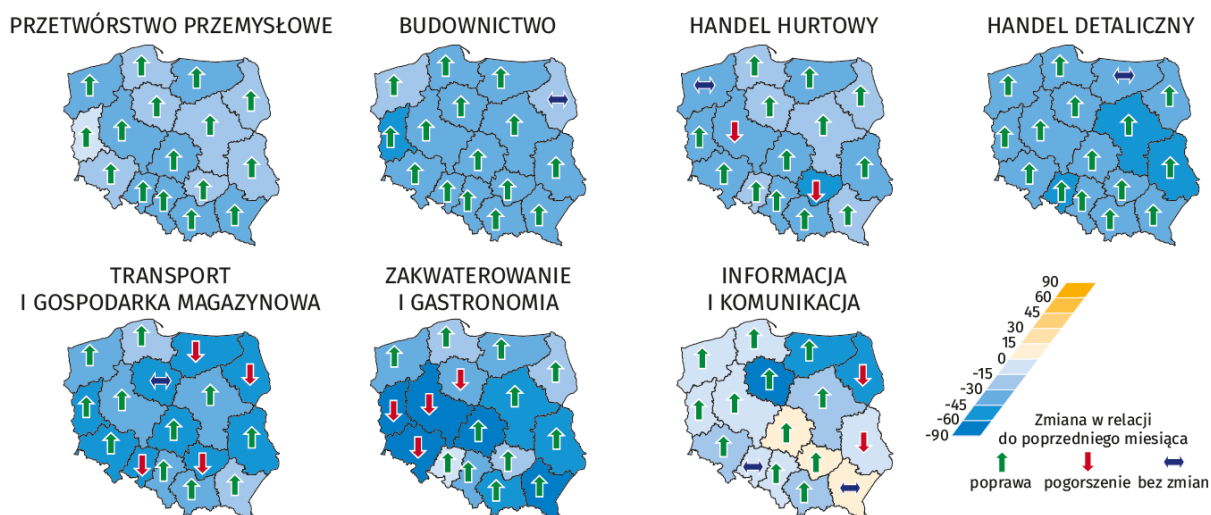 PRZETWÓRSTWO PRZEMYSŁOWE
BUDOWNICTWO
HANDEL HURTOWY
HANDEL DETALICZNY
TRANSPORT
I GOSPODARKA MAGAZYNOWA
ZAKWATEROWANIE
I GASTRONOMIA
INFORMACJA
I KOMUNIKACJA
90
60
45
30
15
0
-15
-30
-45
-60
-90
Zmiana w relacji
do poprzedniego miesiąca
poprawa
pogorszenie
bez zmian